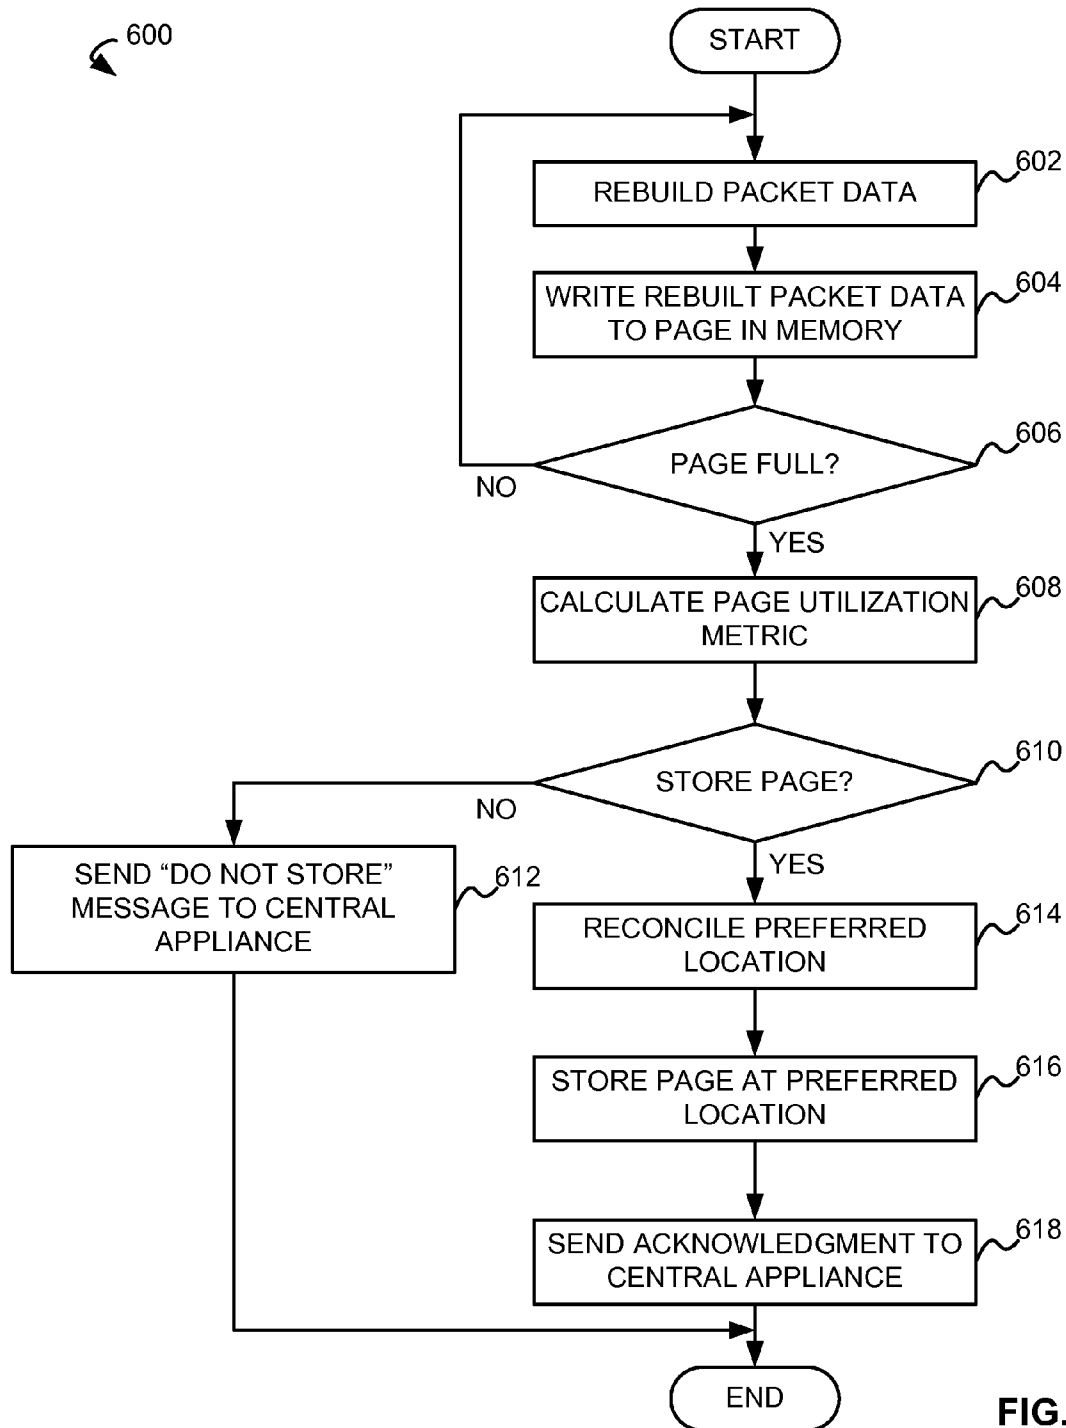 600
START
602
REBUILD PACKET DATA
604
WRITE REBUILT PACKET DATA
TO PAGE IN MEMORY
606
PAGE FULL?
NO
YES
608
CALCULATE PAGE UTILIZATION
METRIC
610
STORE PAGE?
NO
YES
SEND “DO NOT STORE”
MESSAGE TO CENTRAL
APPLIANCE
612
614
RECONCILE PREFERRED
LOCATION
616
STORE PAGE AT PREFERRED
LOCATION
618
SEND ACKNOWLEDGMENT TO
CENTRAL APPLIANCE
END
FIG.